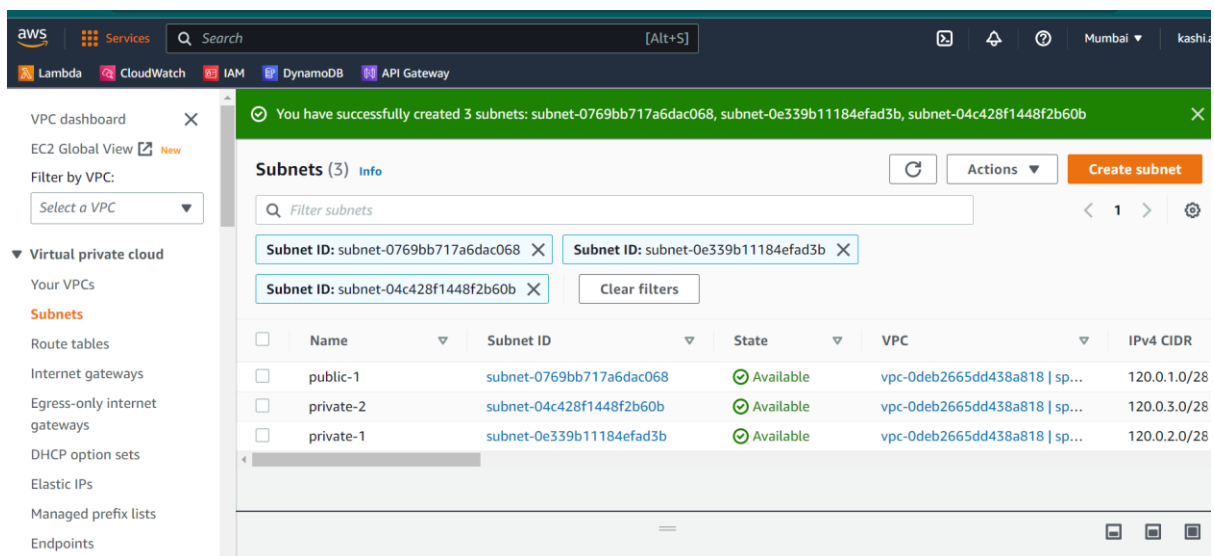 aws Services Search [Alt+S] Mumbai kashi.a
Lambda CloudWatch IAM DynamoDB API Gateway
VPC dashboard
EC2 Global View New
Filter by VPC:
Select a VPC
Virtual private cloud
Your VPCs
Subnets
Route tables
Internet gateways
Egress-only internet
gateways
DHCP option sets
Elastic IPs
Managed prefix lists
Endpoints
You have successfully created 3 subnets: subnet-0769bb717a6dac068, subnet-0e339b11184efad3b, subnet-04c428f1448f2b60b
Subnets (3) Info Actions Create subnet
Filter subnets 1
Subnet ID: subnet-0769bb717a6dac068 Subnet ID: subnet-0e339b11184efad3b
Subnet ID: subnet-04c428f1448f2b60b Clear filters
Name Subnet ID State VPC IPv4 CIDR
public-1 subnet-0769bb717a6dac068 Available vpc-0deb2665dd438a818 | sp... 120.0.1.0/28
private-2 subnet-04c428f1448f2b60b Available vpc-0deb2665dd438a818 | sp... 120.0.3.0/28
private-1 subnet-0e339b11184efad3b Available vpc-0deb2665dd438a818 | sp... 120.0.2.0/28